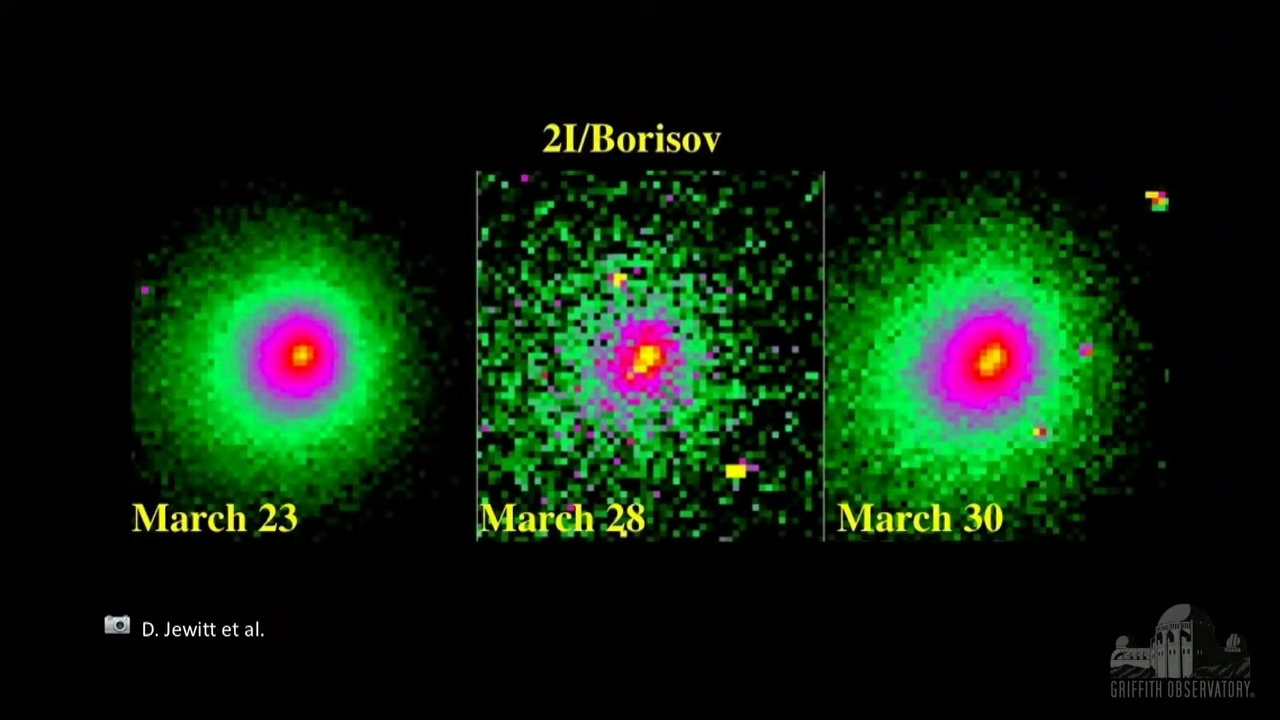 2I/Borisov
March 23
March 28
March 30
D. Jewitt et al.
GRIFFITH OBSERVATORY